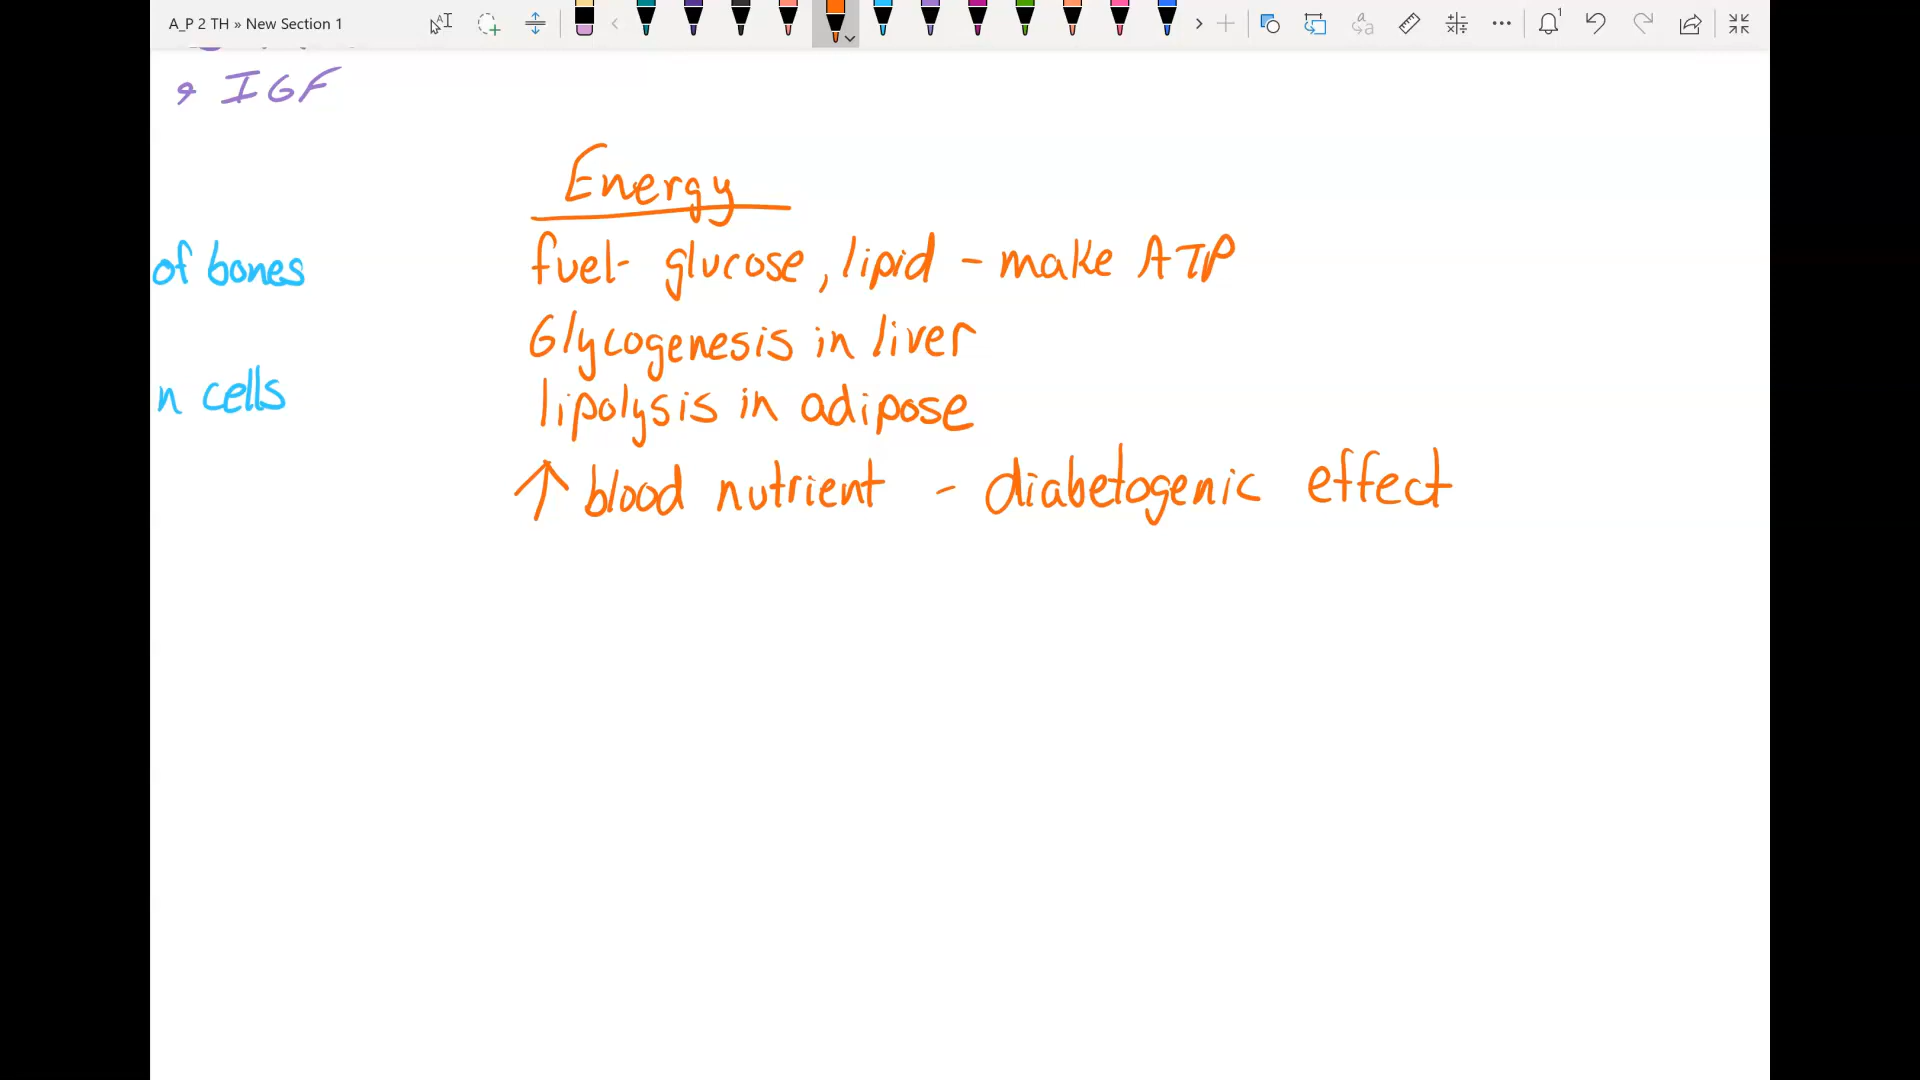 A_P 2 TH » New Section 1
IGF
Energy
fuel- glucose, lipid - make ATP
of bones
Glycogenesis in liver
n cells
lipolysis in adipose
↑ blood nutrient - diabetogenic effect